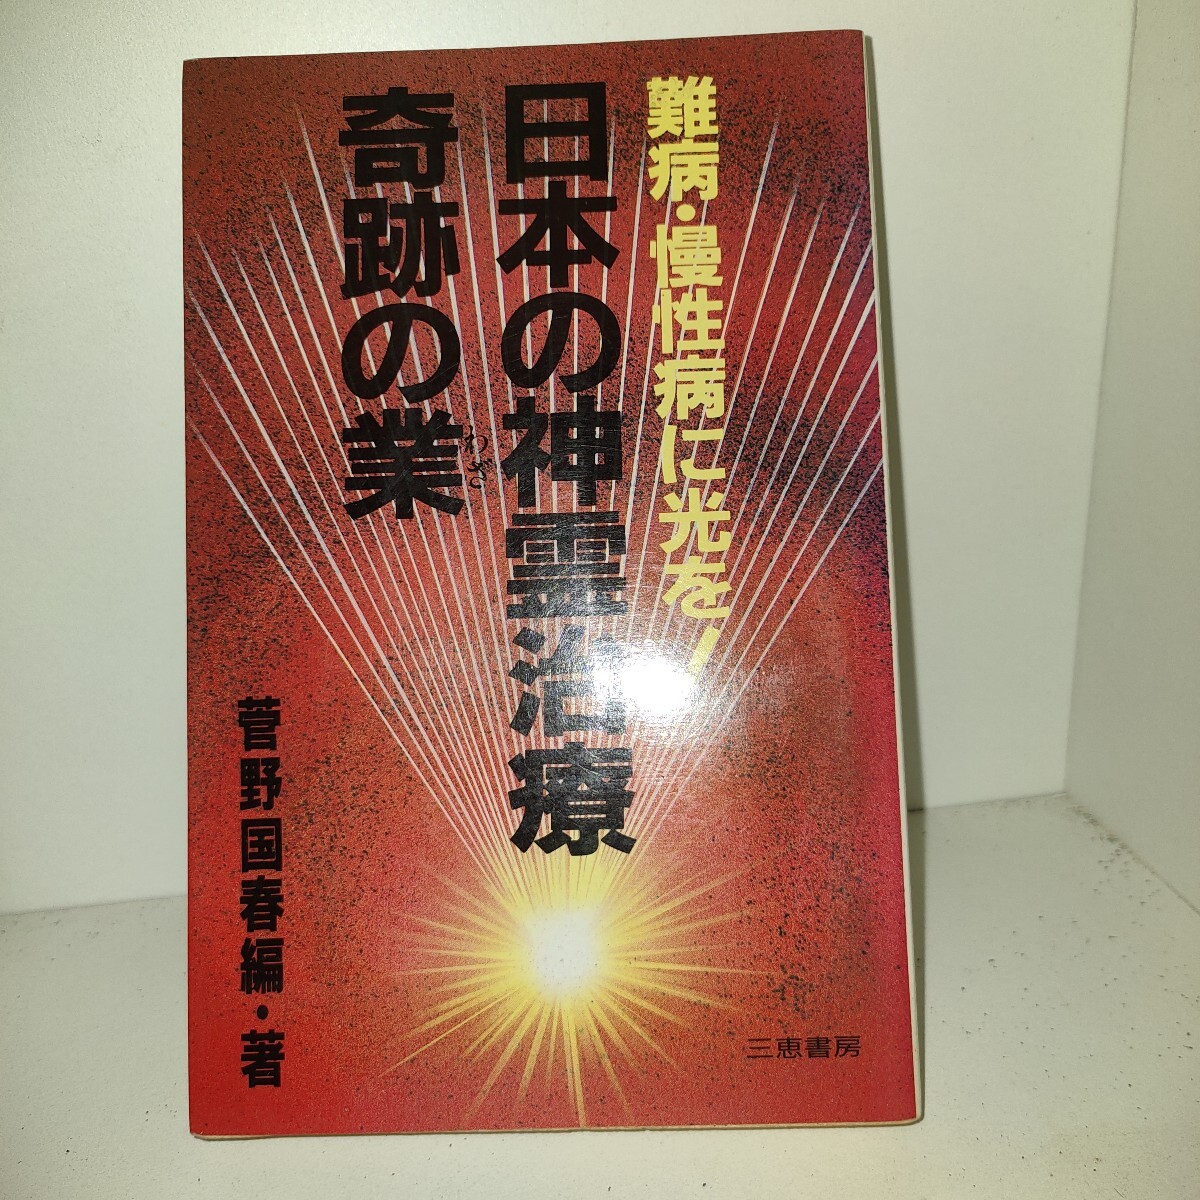 難病・慢性病に光を！
日本の神霊治療
奇跡の業
わざ
菅野国春編・著
三恵書房